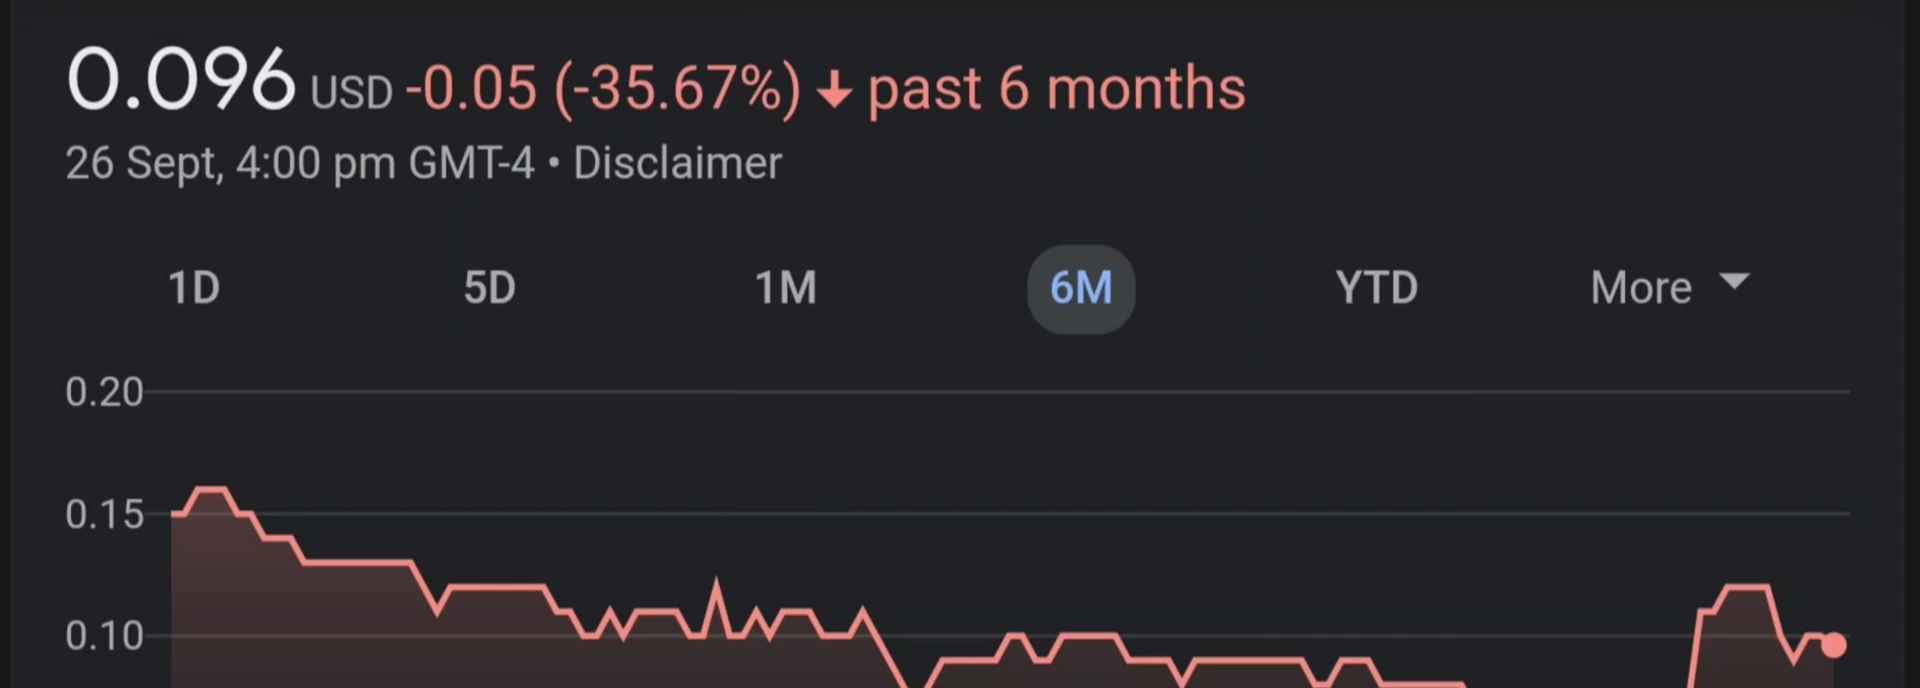 0.096 USD -0.05 (-35.67%) ↓ past 6 months
26 Sept, 4:00 pm GMT-4 • Disclaimer
1D 5D 1M 6M YTD More
0.20
0.15
0.10